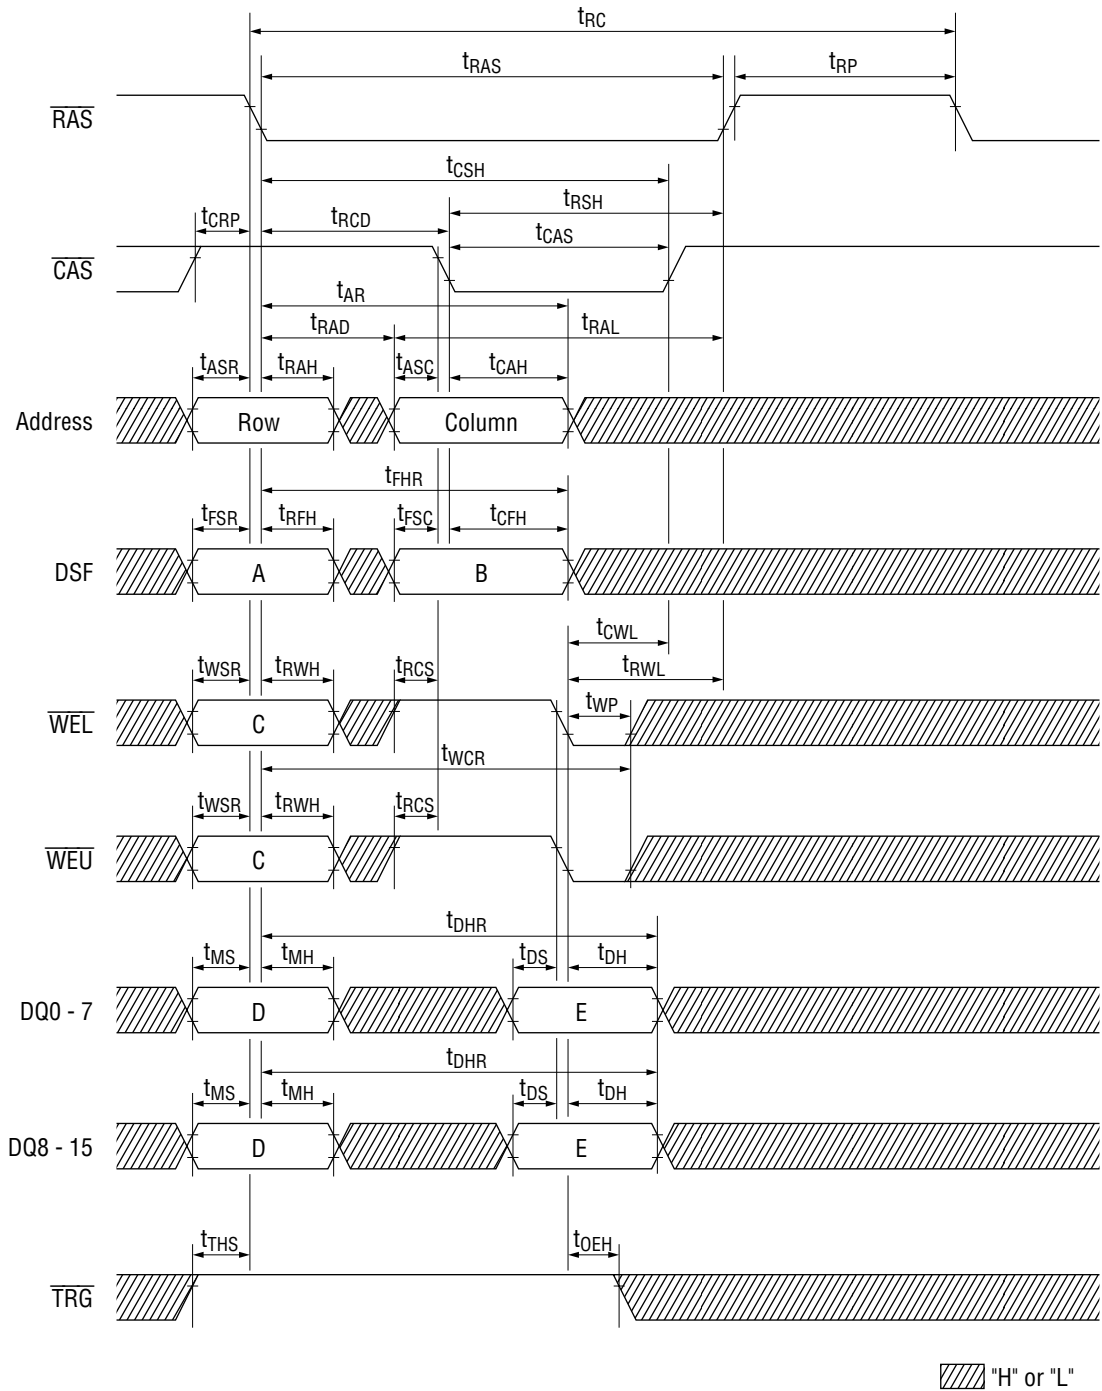 tRC
tRAS tRP
RAS
tCSH
tRSH
tCRP tRCD
tCAS
CAS
tAR
tRAD tRAL
tASR tRAH tASC tCAH
Address Row Column
tFHR
tFSR tRFH tFSC tCFH
DSF A B
tCWL
tRWL
tWSR tRWH tRCS
tWP
WEL C
tWCR
tWSR tRWH tRCS
WEU C
tDHR
tMS tMH tDS tDH
DQ0 - 7 D E
tDHR
tMS tMH tDS tDH
DQ8 - 15 D E
tTHS tOEH
TRG
"H" or "L"